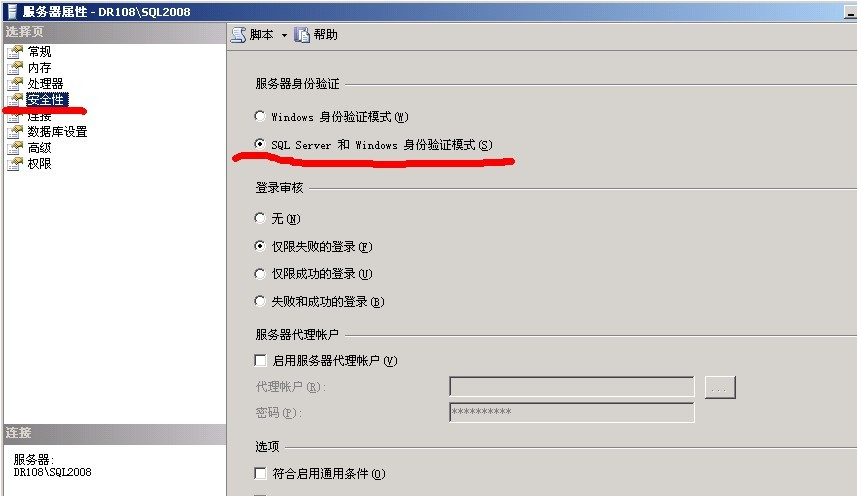 服务器属性 - DR108\SQL2008
选择页
常规
内存
处理器
安全性
连接
数据库设置
高级
权限
脚本 帮助
服务器身份验证
Windows 身份验证模式(W)
SQL Server 和 Windows 身份验证模式(S)
登录审核
无(N)
仅限失败的登录(F)
仅限成功的登录(U)
失败和成功的登录(B)
服务器代理帐户
启用服务器代理帐户(V)
代理帐户(R):
...
密码(P):
**********
选项
符合启用通用条件(O)
连接
服务器:
DR108\SQL2008